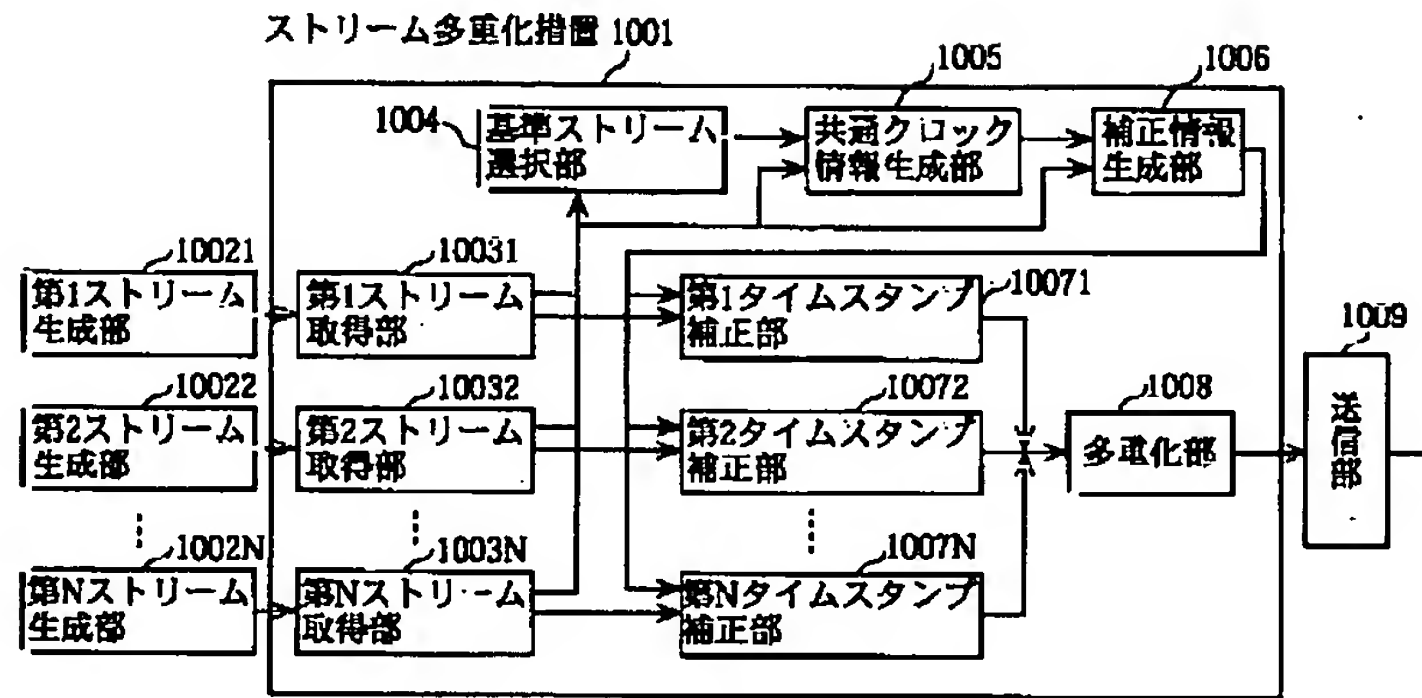 ストリーム多重化措置 1001
1005
1006
1004
基準ストリーム
選択部
共通クロック
情報生成部
補正情報
生成部
10021
10031
10071
第1ストリーム
生成部
第1ストリーム
取得部
第1タイムスタンプ
補正部
1009
10022
10032
10072
1008
第2ストリーム
生成部
第2ストリーム
取得部
第2タイムスタンプ
補正部
多重化部
送信部
1002N
1003N
1007N
第Nストリーム
生成部
第Nストリーム
取得部
第Nタイムスタンプ
補正部